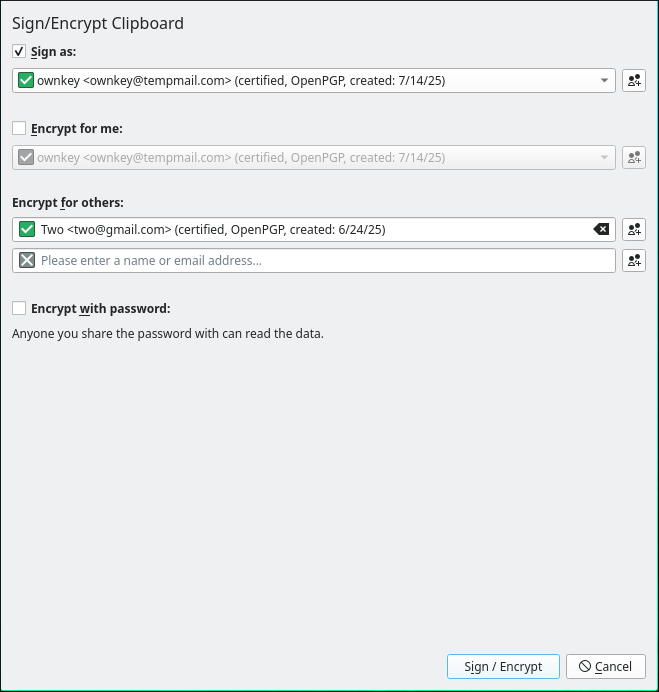 Sign/Encrypt Clipboard
Sign as:
ownkey <ownkey@tempmail.com> (certified, OpenPGP, created: 7/14/25)
Encrypt for me:
ownkey <ownkey@tempmail.com> (certified, OpenPGP, created: 7/14/25)
Encrypt for others:
Two <two@gmail.com> (certified, OpenPGP, created: 6/24/25)
Please enter a name or email address...
Encrypt with password:
Anyone you share the password with can read the data.
Sign / Encrypt
Cancel